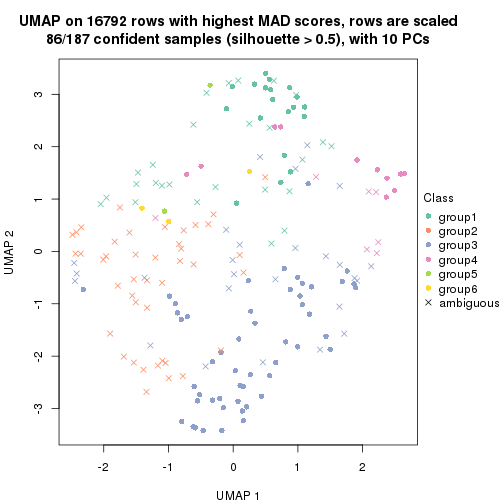 UMAP on 16792 rows with highest MAD scores, rows are scaled
86/187 confident samples (silhouette > 0.5), with 10 PCs
3
2
1
0
-1
-2
-3
UMAP 2
-2
-1
0
1
2
UMAP 1
Class
group1
group2
group3
group4
group5
group6
ambiguous